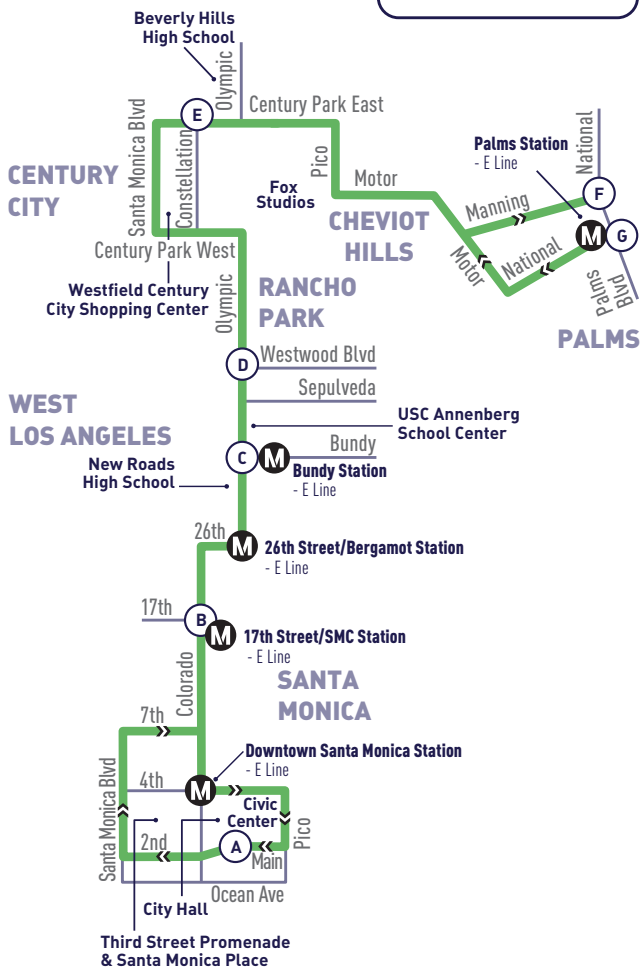 Beverly Hills
High School
Olympic
E
Century Park East
Santa Monica Blvd
Constellation
CENTURY
CITY
Pico
Fox
Studios
Motor
CHEVIOT
HILLS
Palms Station
- E Line
National
Manning
F
M
G
Motor
National
Palms
Blvd
PALMS
Century Park West
Westfield Century
City Shopping Center
Olympic
RANCHO
PARK
D
Westwood Blvd
Sepulveda
WEST
LOS ANGELES
USC Annenberg
School Center
C
M
Bundy
Bundy Station
- E Line
New Roads
High School
26th
M
26th Street/Bergamot Station
- E Line
17th
B
M
17th Street/SMC Station
- E Line
Colorado
SANTA
MONICA
7th
Downtown Santa Monica Station
- E Line
Santa Monica Blvd
4th
M
Civic
Center
Pico
2nd
A
Main
Ocean Ave
City Hall
Third Street Promenade
& Santa Monica Place